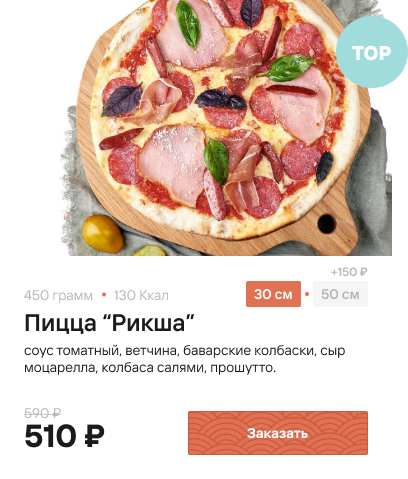 TOP
+150 ₽
450 грамм • 130 Ккал
30 см • 50 см
Пицца “Рикша”
соус томатный, ветчина, баварские колбаски, сыр
моцарелла, колбаса салями, прошутто.
590 ₽
510 ₽
Заказать